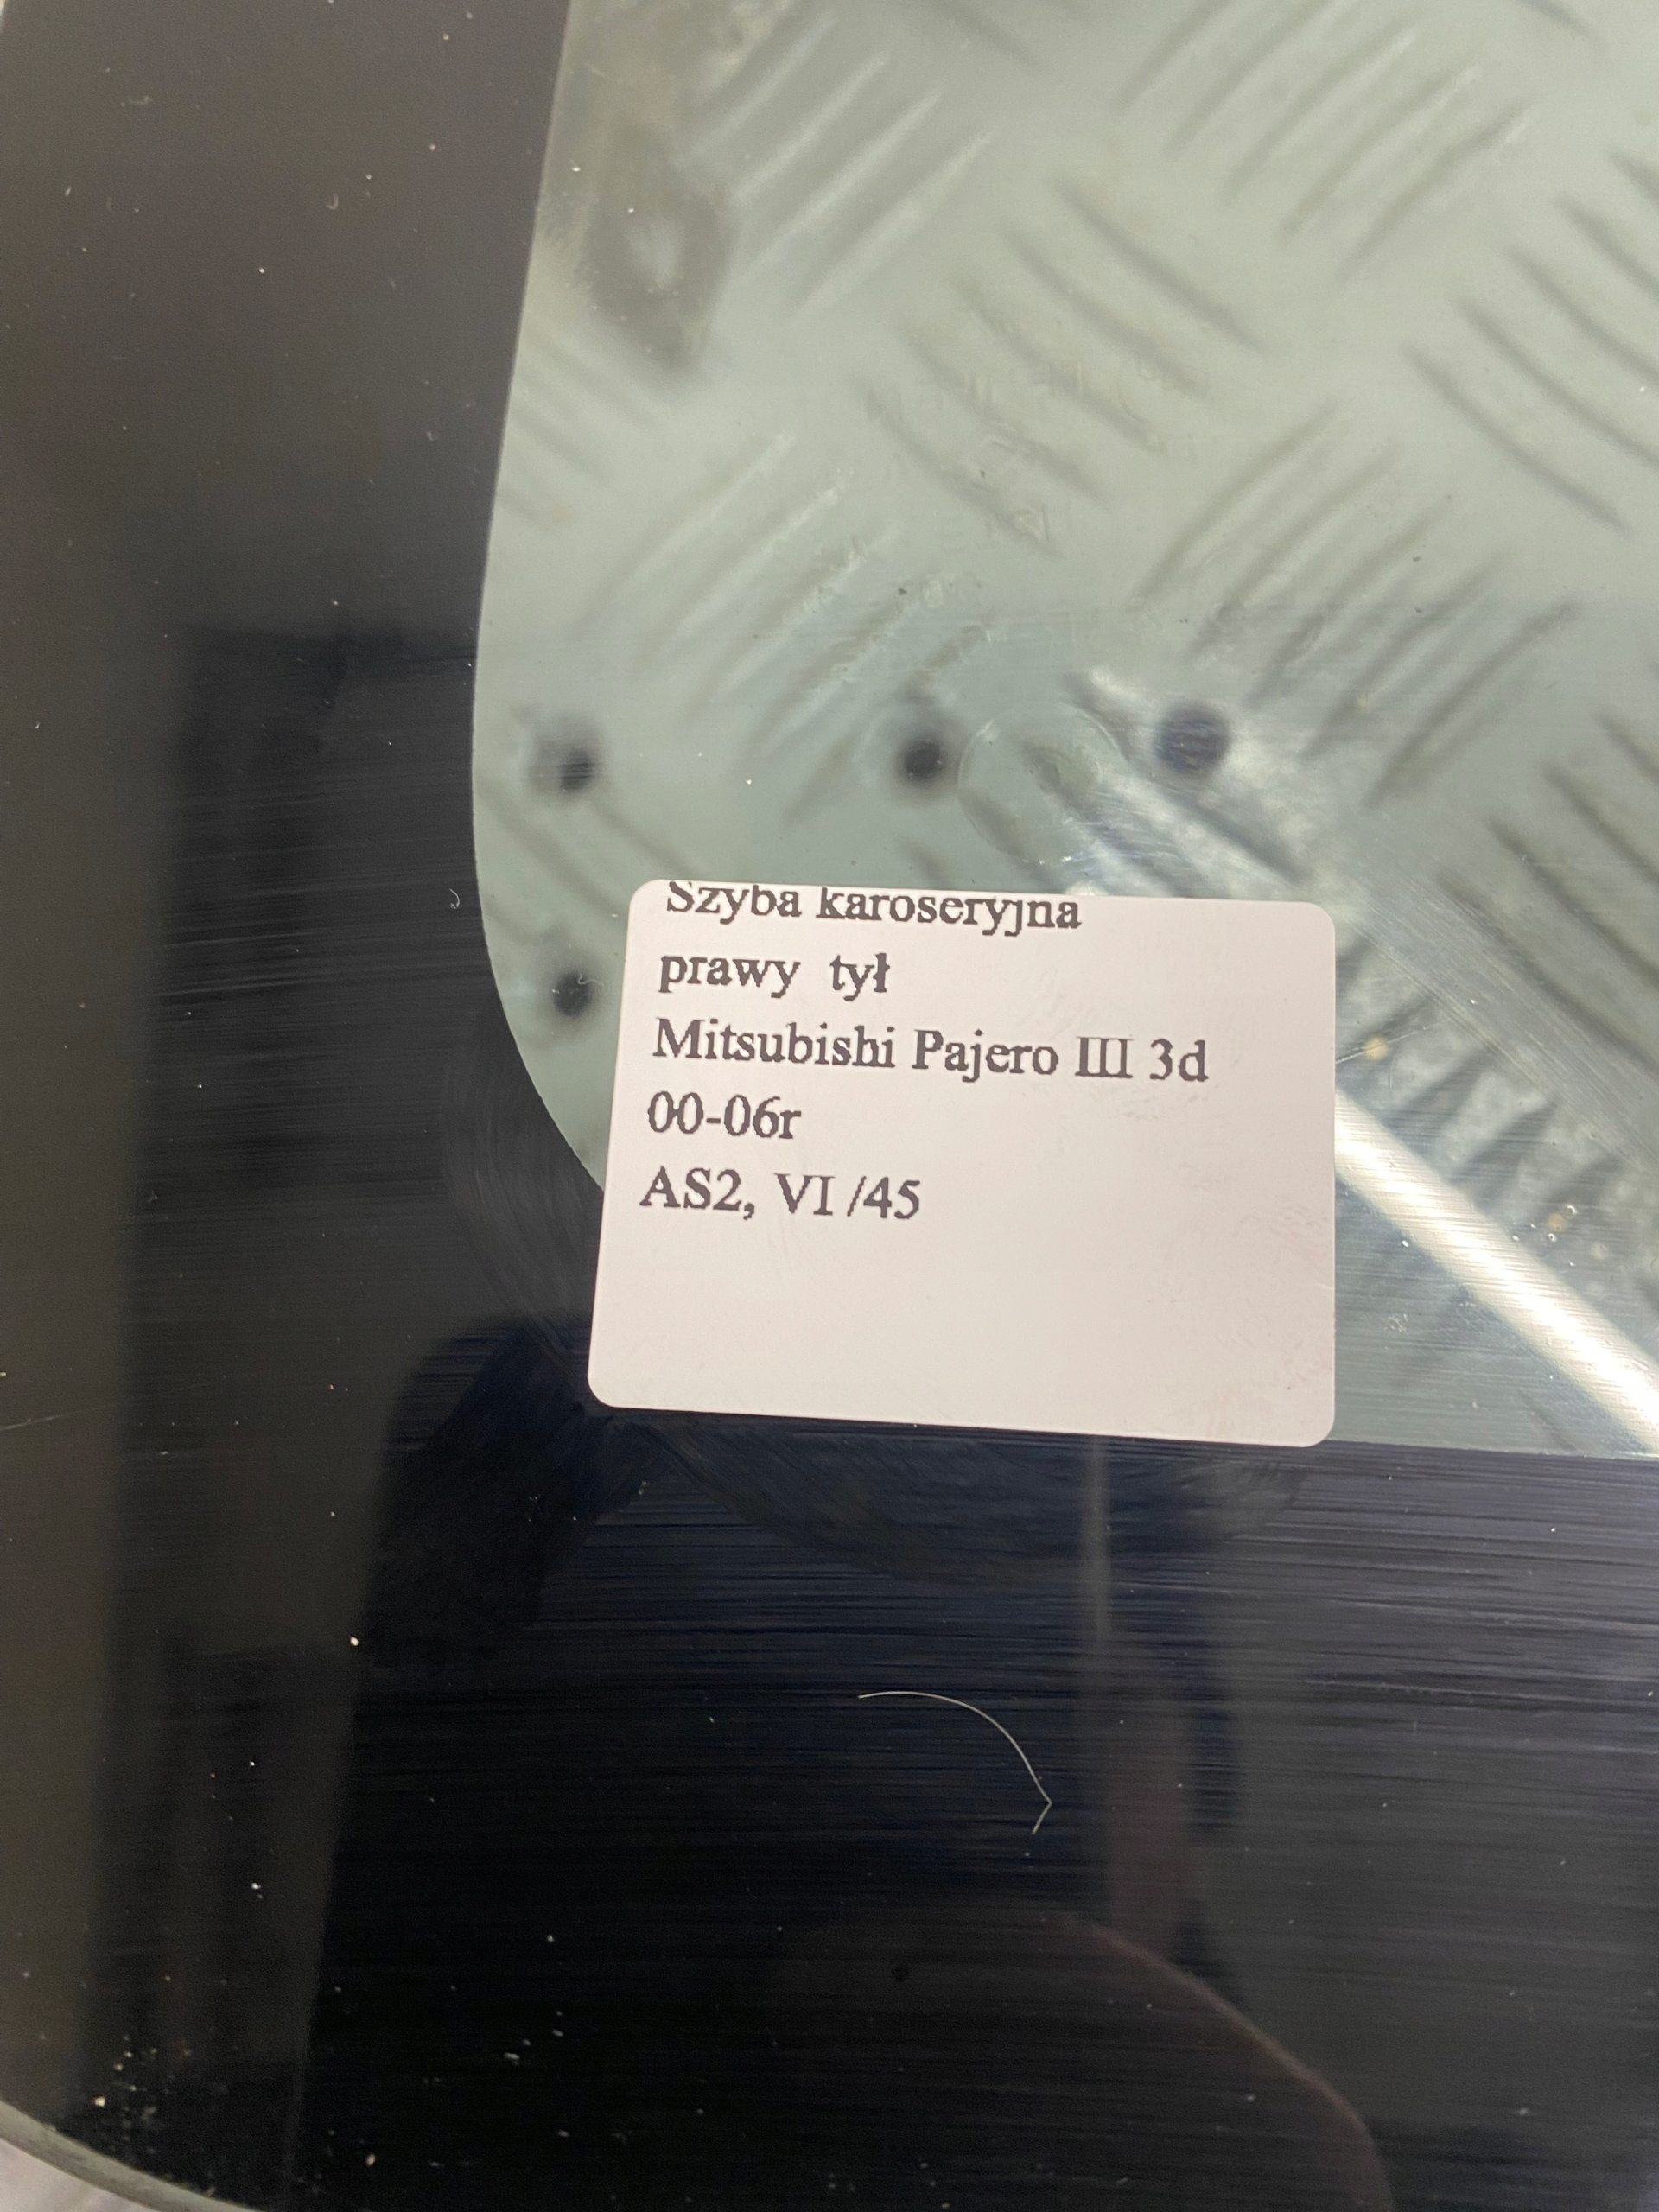 Szyba karoseryjna
prawy tył
Mitsubishi Pajero III 3d
00-06r
AS2, VI /45